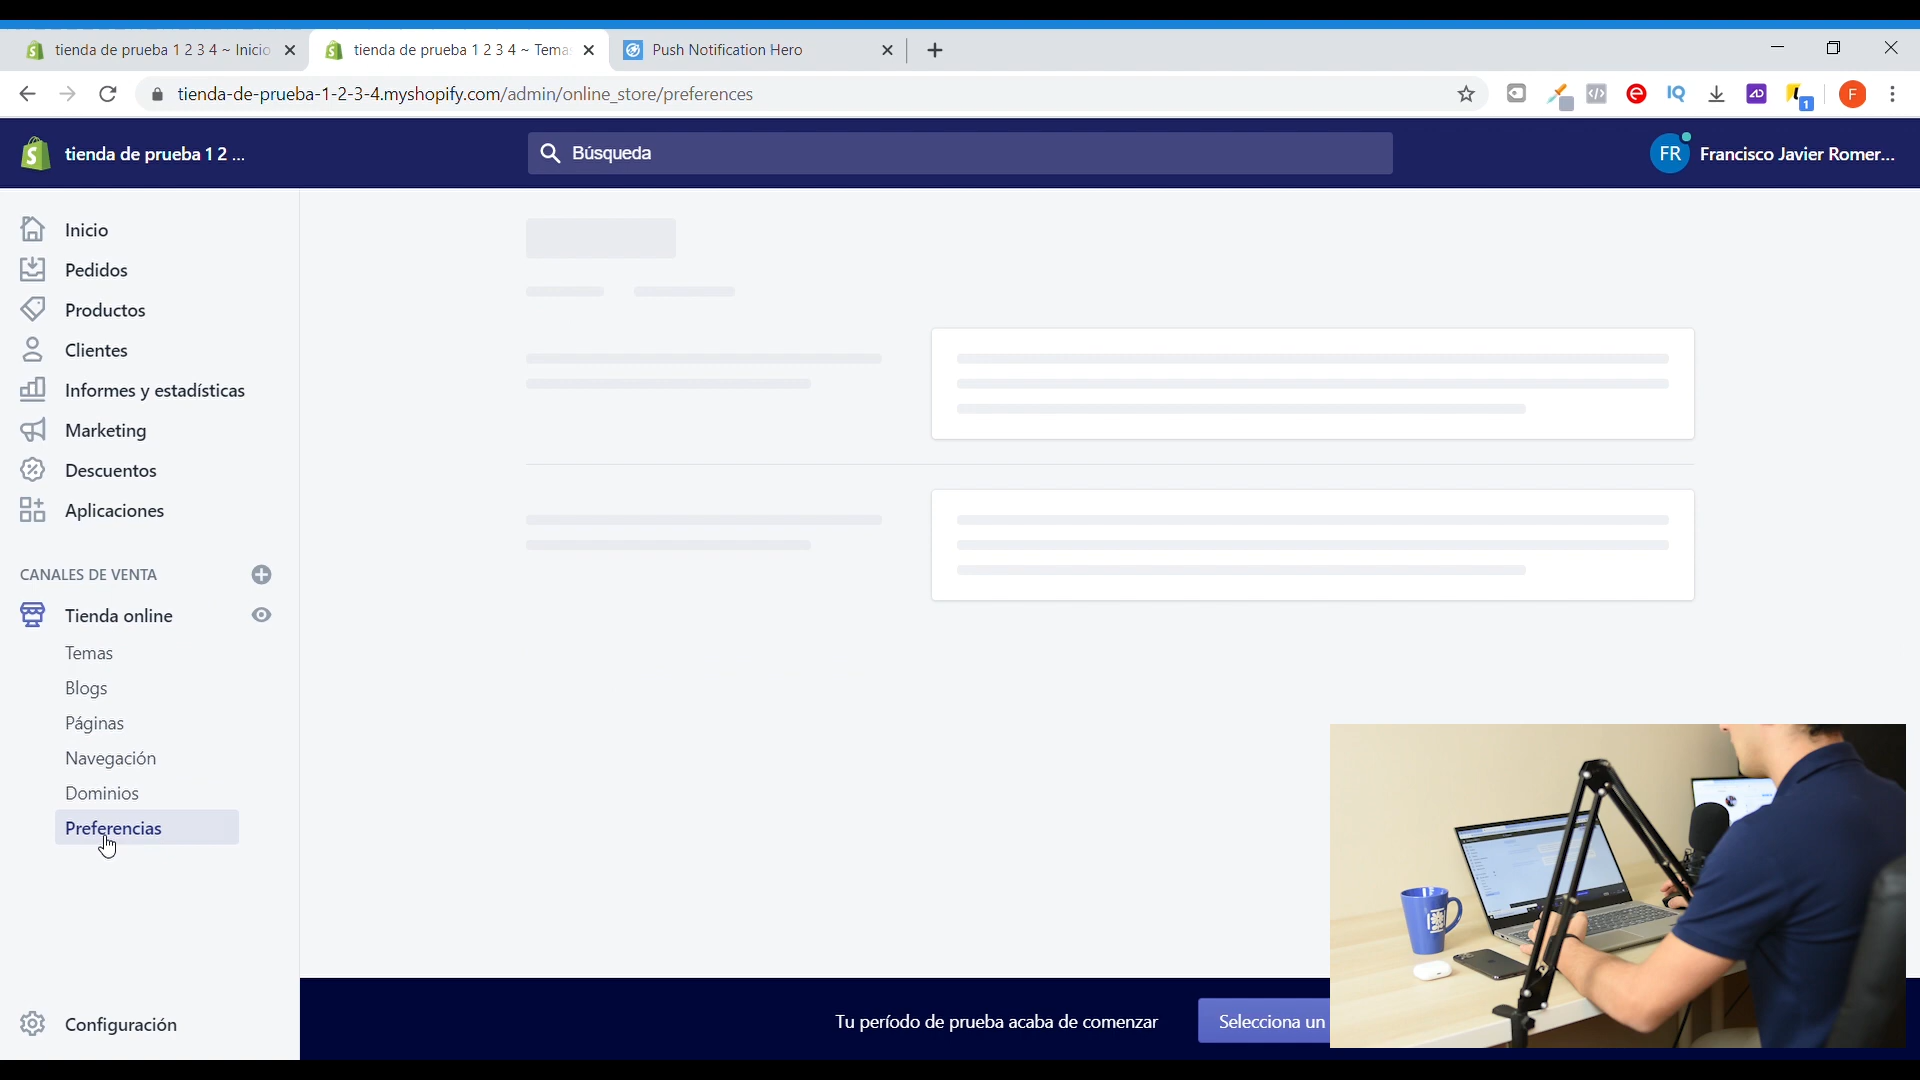 tienda de prueba 1 2 3 4 ~ Inicio
tienda de prueba 1 2 3 4 ~ Temas
Push Notification Hero
tienda-de-prueba-1-2-3-4.myshopify.com/admin/online_store/preferences
IQ
1
F
tienda de prueba 1 2 ...
Búsqueda
FR
Francisco Javier Romer...
Inicio
Pedidos
Productos
Clientes
Informes y estadísticas
Marketing
Descuentos
Aplicaciones
CANALES DE VENTA
Tienda online
Temas
Blogs
Páginas
Navegación
Dominios
Preferencias
Configuración
Tu período de prueba acaba de comenzar
Selecciona un